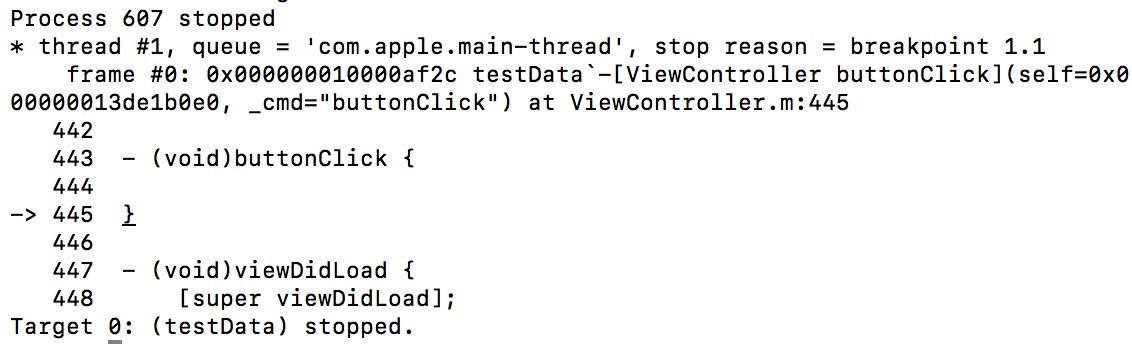 Process 607 stopped
* thread #1, queue = 'com.apple.main-thread', stop reason = breakpoint 1.1
    frame #0: 0x000000010000af2c testData`-[ViewController buttonClick](self=0x0
00000013de1b0e0, _cmd="buttonClick") at ViewController.m:445
   442
   443  - (void)buttonClick {
   444
-> 445  }
   446
   447  - (void)viewDidLoad {
   448      [super viewDidLoad];
Target 0: (testData) stopped.